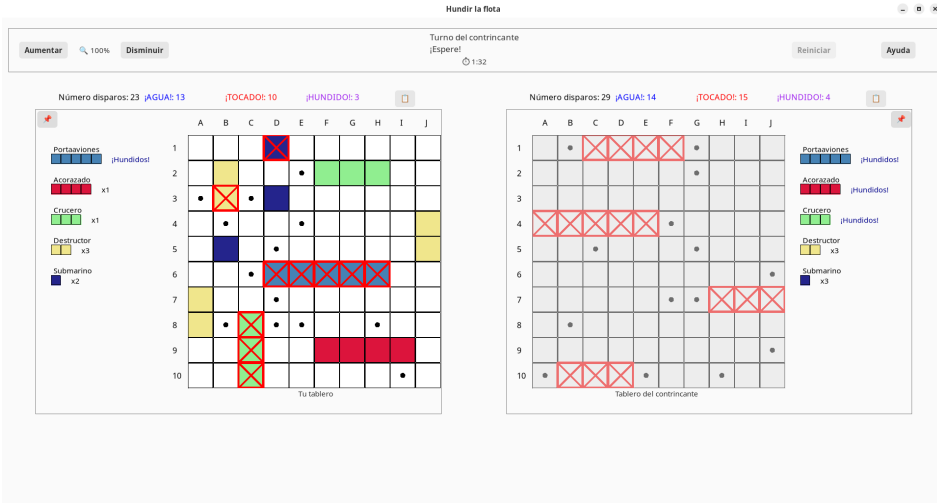 Hundir la flota
Aumentar 🔍 100% Disminuir
Turno del contrincante
¡Espere!
⏱ 1:32
Reiniciar Ayuda
Número disparos: 23 ¡AGUA!: 13 ¡TOCADO!: 10 ¡HUNDIDO!: 3
A B C D E F G H I J
1
2
3
4
5
6
7
8
9
10
Portaaviones
¡Hundidos!
Acorazado
x1
Crucero
x1
Destructor
x3
Submarino
x2
Tu tablero
Número disparos: 29 ¡AGUA!: 14 ¡TOCADO!: 15 ¡HUNDIDO!: 4
A B C D E F G H I J
1
2
3
4
5
6
7
8
9
10
Portaaviones
¡Hundidos!
Acorazado
¡Hundidos!
Crucero
¡Hundidos!
Destructor
x3
Submarino
x3
Tablero del contrincante